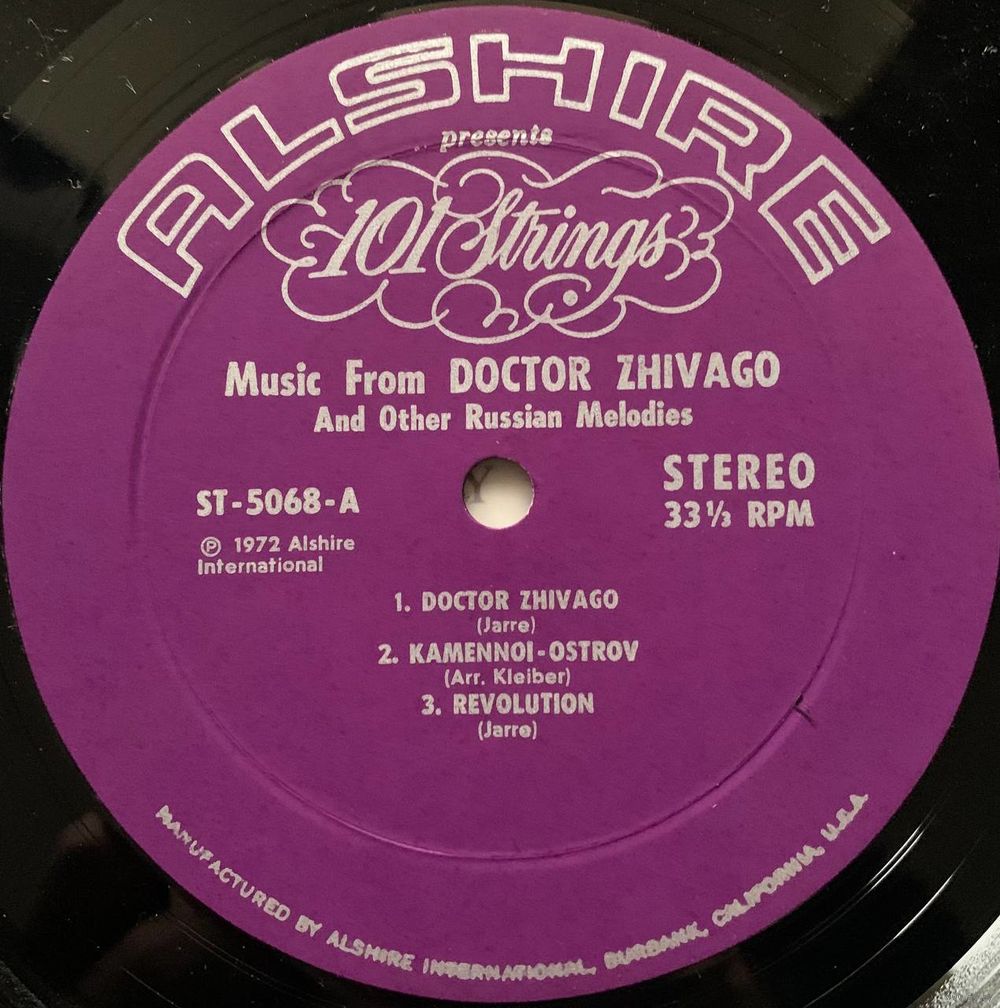 ALSHIRE
presents
101 Strings
Music From DOCTOR ZHIVAGO
And Other Russian Melodies
STEREO
ST-5068-A
33⅓ RPM
℗ 1972 Alshire
International
1. DOCTOR ZHIVAGO
(Jarre)
2. KAMENNOI-OSTROV
(Arr. Kleiber)
3. REVOLUTION
(Jarre)
MANUFACTURED BY ALSHIRE INTERNATIONAL, BURBANK, CALIFORNIA, U.S.A.